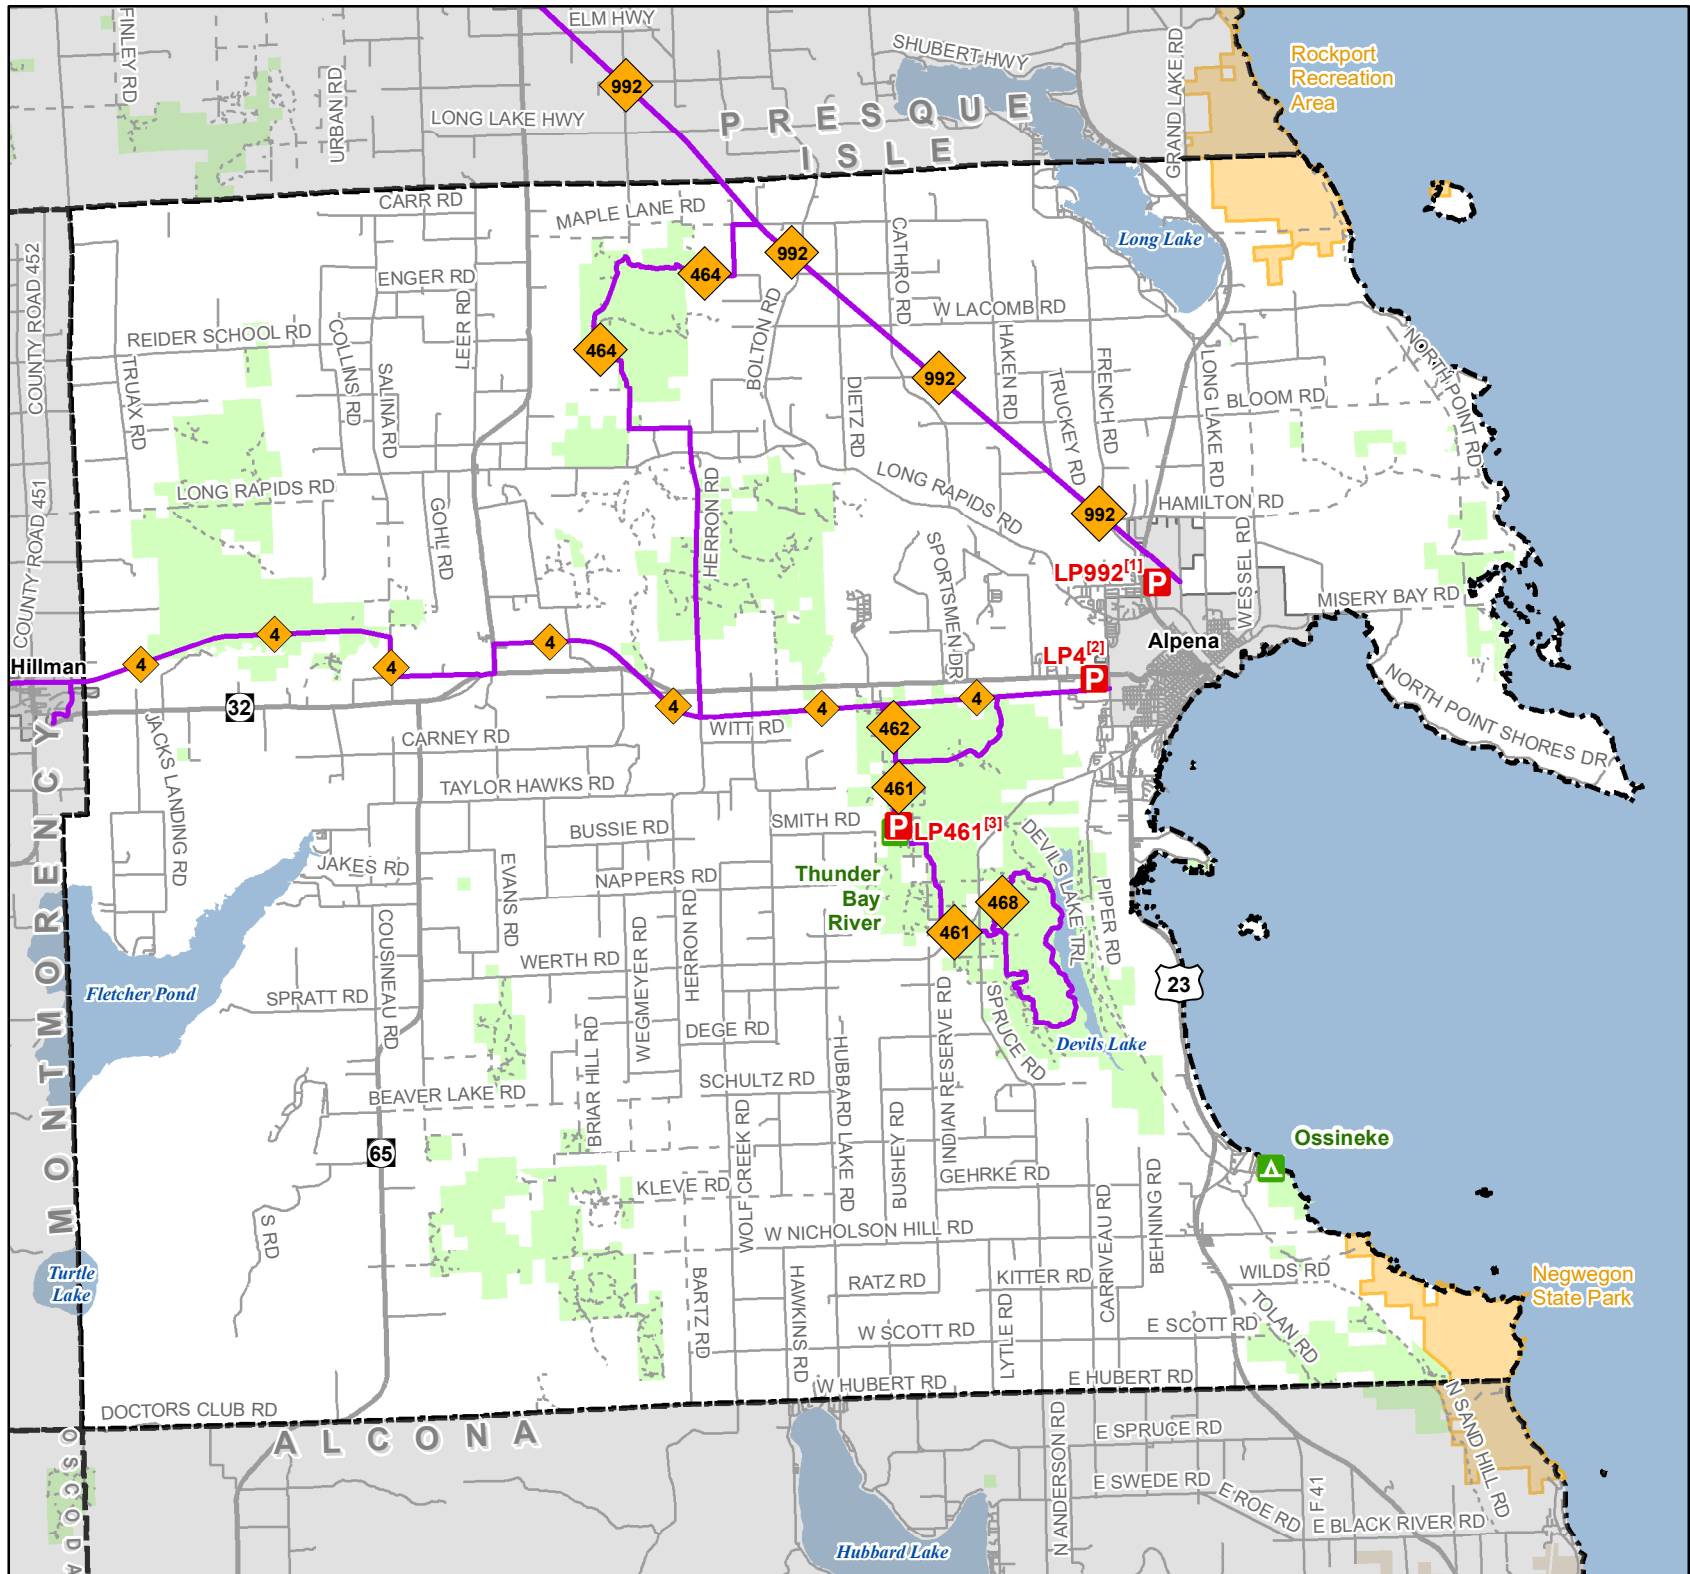 FINLEY RD
ELM HWY
SHUBERT HWY
GRAND LAKE RD
Rockport
Recreation
Area
URBAN RD
992
LONG LAKE HWY
PRESQUE
ISLE
CARR RD
MAPLE LANE RD
COUNTY ROAD 452
CATHRO RD
Long Lake
992
464
ENGER RD
LEER RD
BOLTON RD
W LACOMB RD
REIDER SCHOOL RD
COLLINS RD
464
HAKEN RD
FRENCH RD
NORTH POINT RD
TRUAX RD
SALINA RD
992
DIETZ RD
TRUCKEY RD
LONG LAKE RD
BLOOM RD
LONG RAPIDS RD
LONG RAPIDS RD
HAMILTON RD
COUNTY ROAD 451
GOHL RD
HERRON RD
992
SPORTSMEN DR
WESSEL RD
LP992[1]
P
MISERY BAY RD
4
4
4
4
Hillman
LP4[2]
P
Alpena
32
4
4
4
NORTH POINT SHORES DR
JACKS LANDING RD
CARNEY RD
WITT RD
462
TAYLOR HAWKS RD
461
BUSSIE RD
SMITH RD
P
LP461[3]
DEVILS LAKE TRL
JAKES RD
EVANS RD
NAPPERS RD
Thunder
Bay
River
468
PIPER RD
461
COUSINEAU RD
WEGMEYER RD
HERRON RD
WERTH RD
Fletcher Pond
SPRATT RD
INDIAN RESERVE RD
SPRUCE RD
23
BRIAR HILL RD
DEGE RD
HUBBARD LAKE RD
Devils Lake
MONTMORENCY
BEAVER LAKE RD
SCHULTZ RD
65
WOLF CREEK RD
BUSHEY RD
Ossineke
KLEVE RD
GEHRKE RD
BEHNING RD
CARRIVEAU RD
S RD
W NICHOLSON HILL RD
Turtle
Lake
BARTZ RD
HAWKINS RD
RATZ RD
LYTLE RD
KITTER RD
WILDS RD
Negwegon
State Park
TOLAN RD
W SCOTT RD
E SCOTT RD
W HUBERT RD
E HUBERT RD
DOCTORS CLUB RD
ALCONA
OSCODA
N ANDERSON RD
E SPRUCE RD
N SAND HILL RD
E SWEDE RD
E ROE RD
E F 41
E BLACK RIVER RD
Hubbard Lake